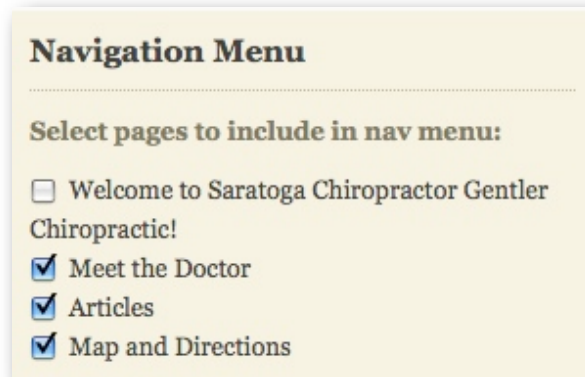 Navigation Menu
Select pages to include in nav menu:
Welcome to Saratoga Chiropractor Gentler
Chiropractic!
Meet the Doctor
Articles
Map and Directions